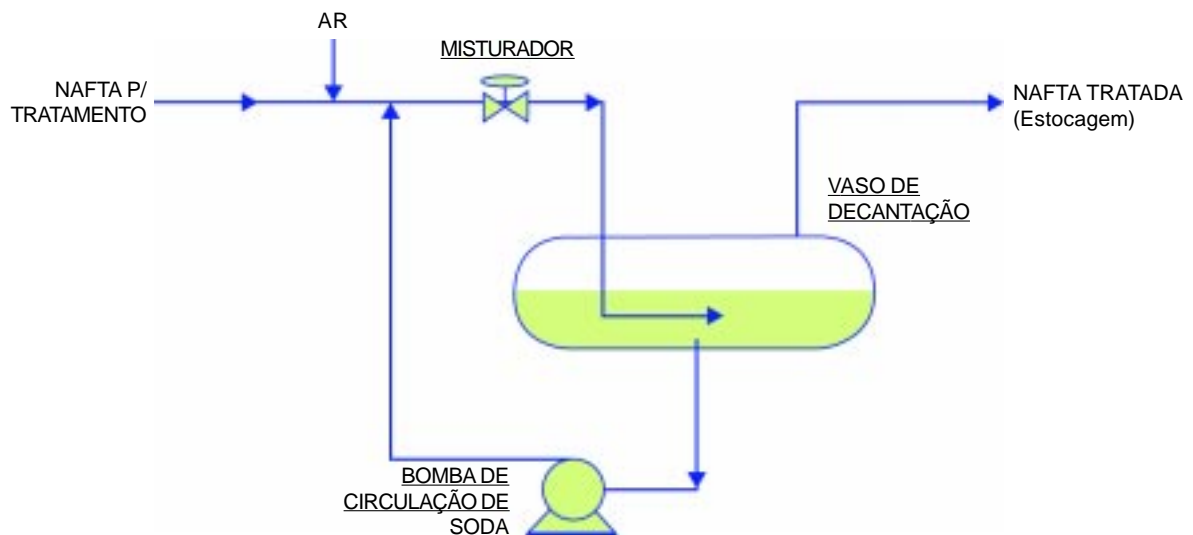 AR
MISTURADOR
NAFTA P/
TRATAMENTO
NAFTA TRATADA
(Estocagem)
VASO DE
DECANTAÇÃO
BOMBA DE
CIRCULAÇÃO DE
SODA